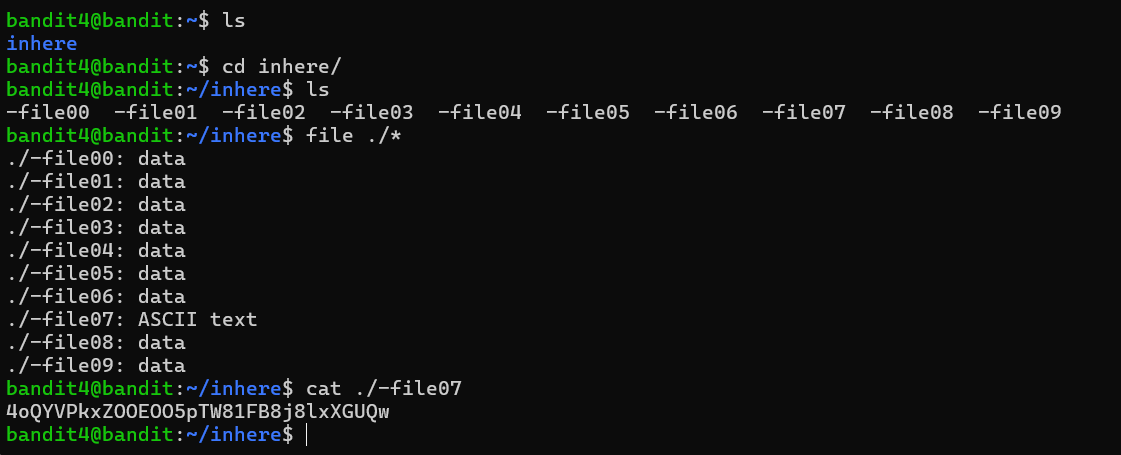 bandit4@bandit:~$ ls
inhere
bandit4@bandit:~$ cd inhere/
bandit4@bandit:~/inhere$ ls
-file00  -file01  -file02  -file03  -file04  -file05  -file06  -file07  -file08  -file09
bandit4@bandit:~/inhere$ file ./*
./-file00: data
./-file01: data
./-file02: data
./-file03: data
./-file04: data
./-file05: data
./-file06: data
./-file07: ASCII text
./-file08: data
./-file09: data
bandit4@bandit:~/inhere$ cat ./-file07
4oQYVPkxZOOEOO5pTW81FB8j8lxXGUQw
bandit4@bandit:~/inhere$